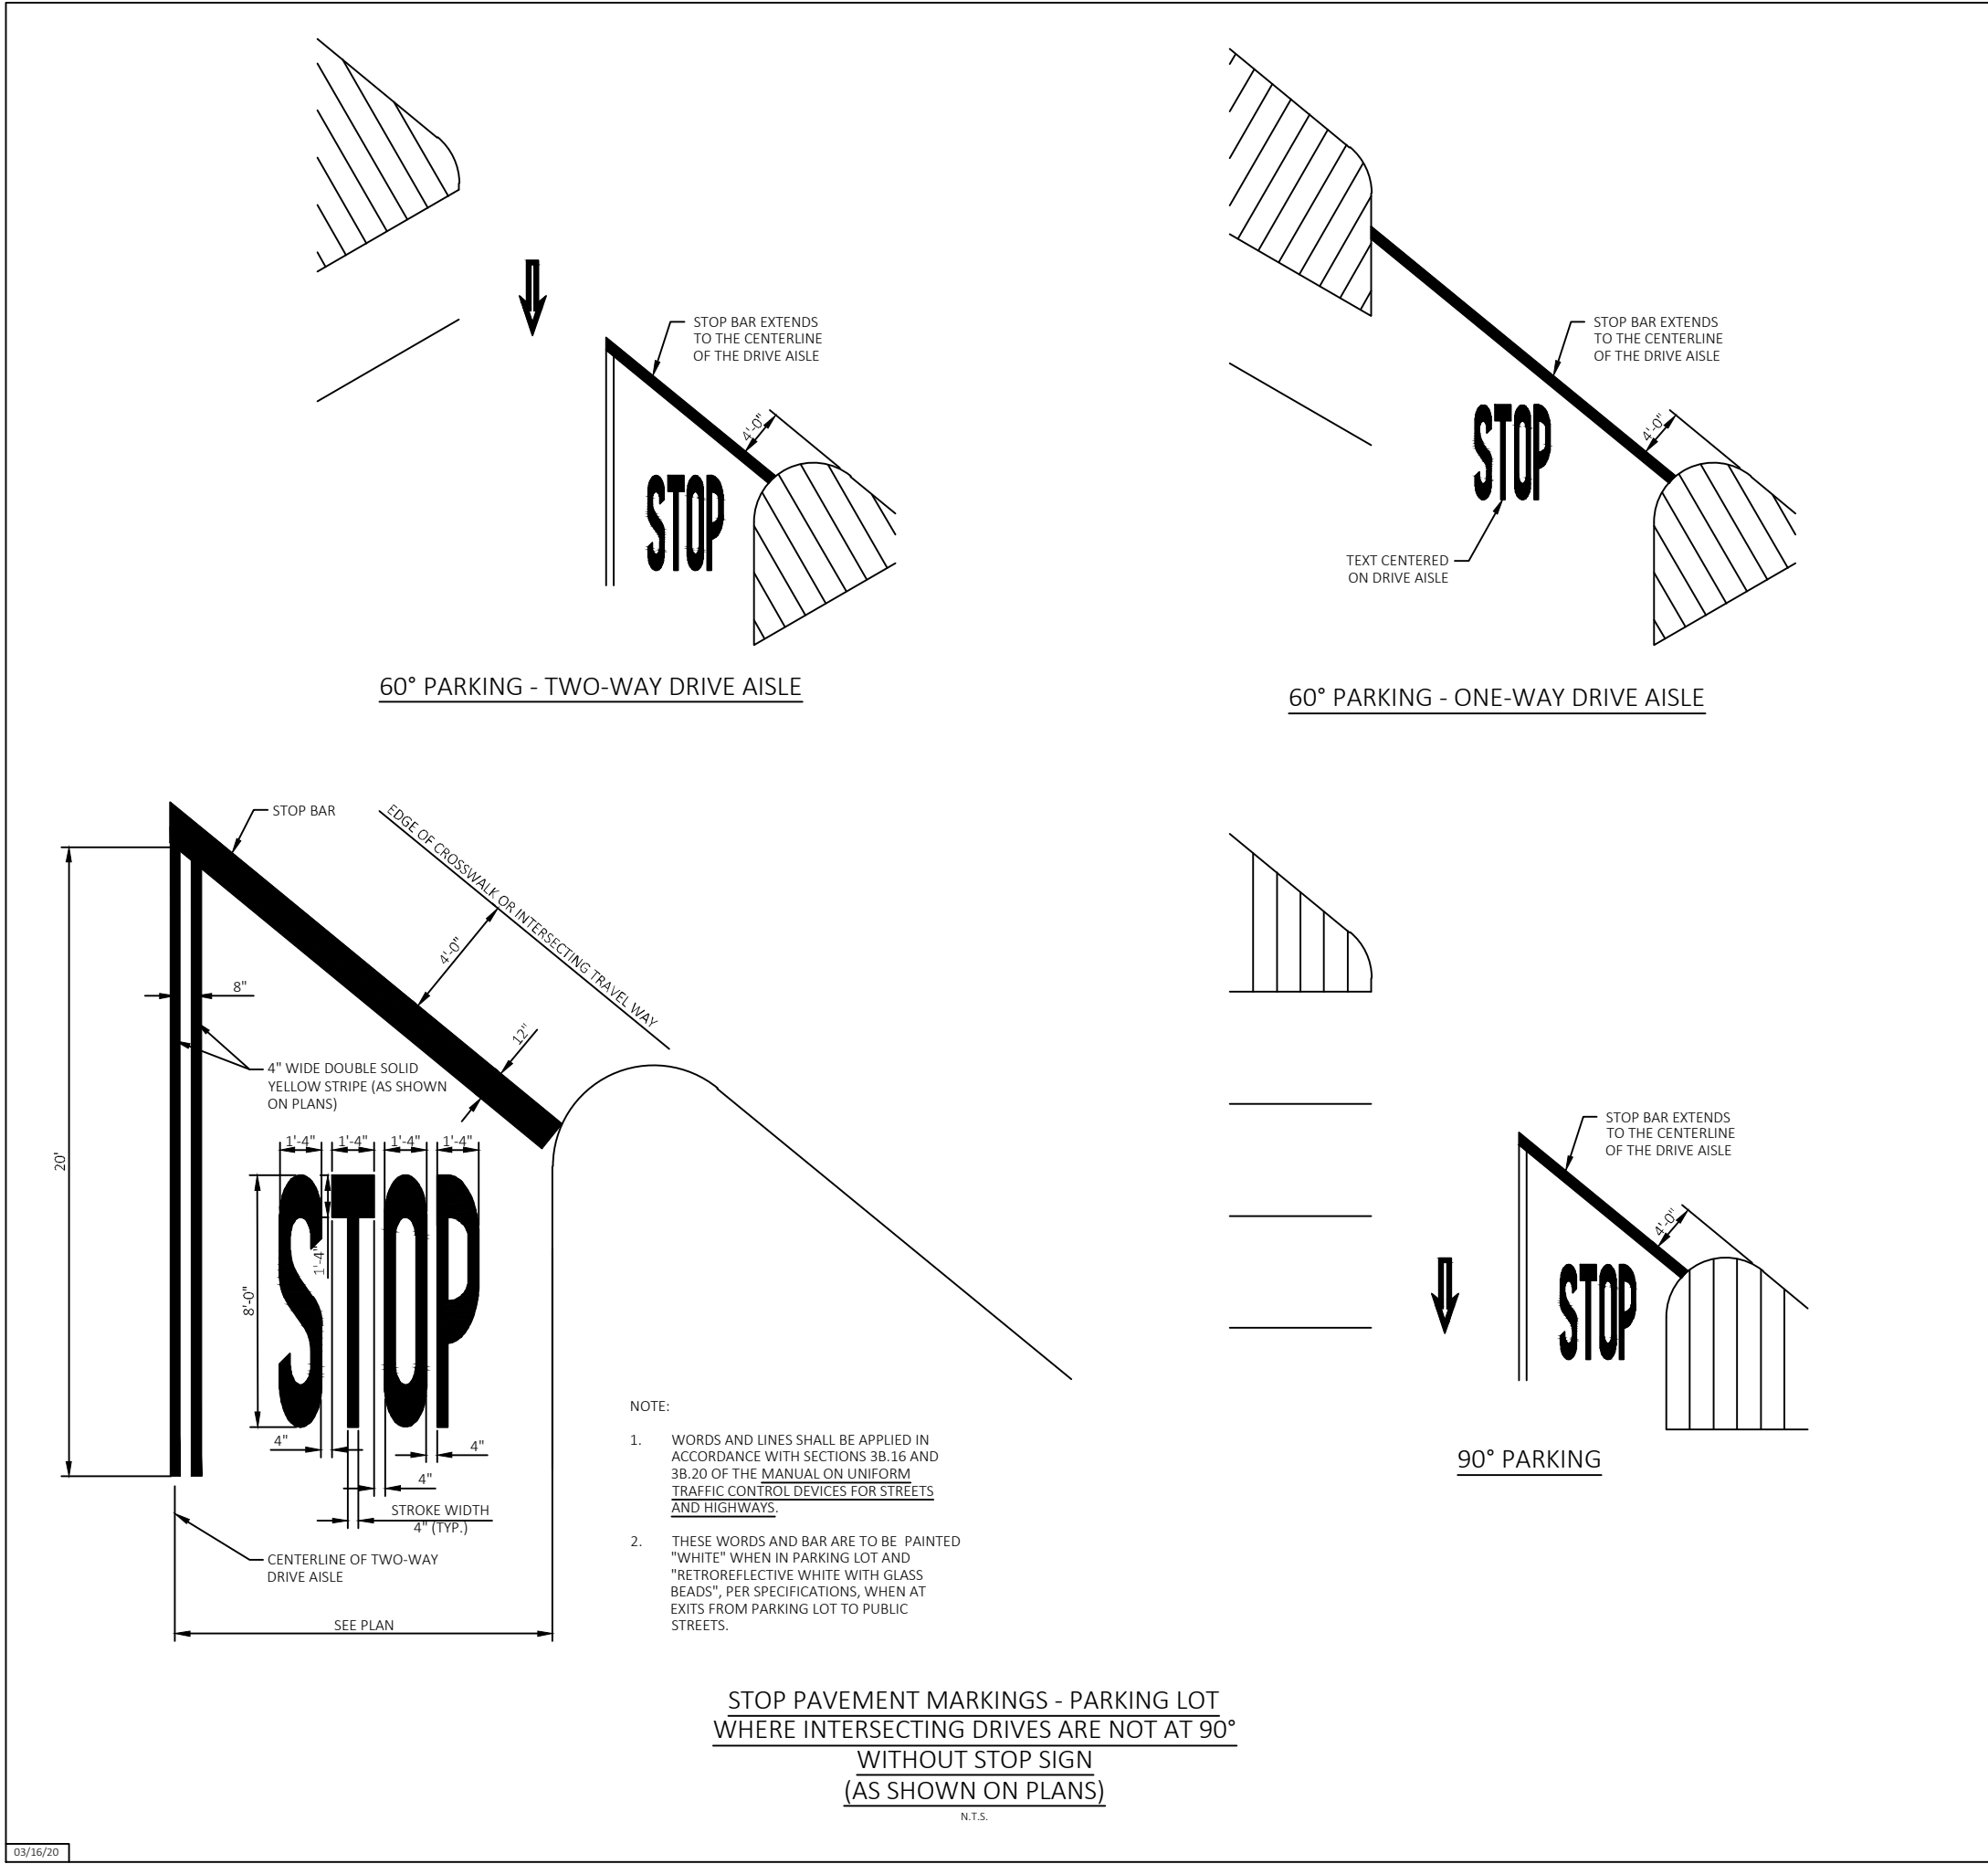 STOP BAR EXTENDS
TO THE CENTERLINE
OF THE DRIVE AISLE
4'-0"
STOP
60° PARKING - TWO-WAY DRIVE AISLE
STOP BAR EXTENDS
TO THE CENTERLINE
OF THE DRIVE AISLE
4'-0"
STOP
TEXT CENTERED
ON DRIVE AISLE
60° PARKING - ONE-WAY DRIVE AISLE
STOP BAR
EDGE OF CROSSWALK OR INTERSECTING TRAVEL WAY
4'-0"
8"
12"
4" WIDE DOUBLE SOLID
YELLOW STRIPE (AS SHOWN
ON PLANS)
20'
1'-4" 1'-4" 1'-4" 1'-4"
1'-4"
8'-0"
STOP
4" 4"
4"
STROKE WIDTH
4" (TYP.)
CENTERLINE OF TWO-WAY
DRIVE AISLE
SEE PLAN
NOTE:
1. WORDS AND LINES SHALL BE APPLIED IN
ACCORDANCE WITH SECTIONS 3B.16 AND
3B.20 OF THE MANUAL ON UNIFORM
TRAFFIC CONTROL DEVICES FOR STREETS
AND HIGHWAYS.
2. THESE WORDS AND BAR ARE TO BE PAINTED
"WHITE" WHEN IN PARKING LOT AND
"RETROREFLECTIVE WHITE WITH GLASS
BEADS", PER SPECIFICATIONS, WHEN AT
EXITS FROM PARKING LOT TO PUBLIC
STREETS.
STOP BAR EXTENDS
TO THE CENTERLINE
OF THE DRIVE AISLE
4'-0"
STOP
90° PARKING
STOP PAVEMENT MARKINGS - PARKING LOT
WHERE INTERSECTING DRIVES ARE NOT AT 90°
WITHOUT STOP SIGN
(AS SHOWN ON PLANS)
N.T.S.
03/16/20